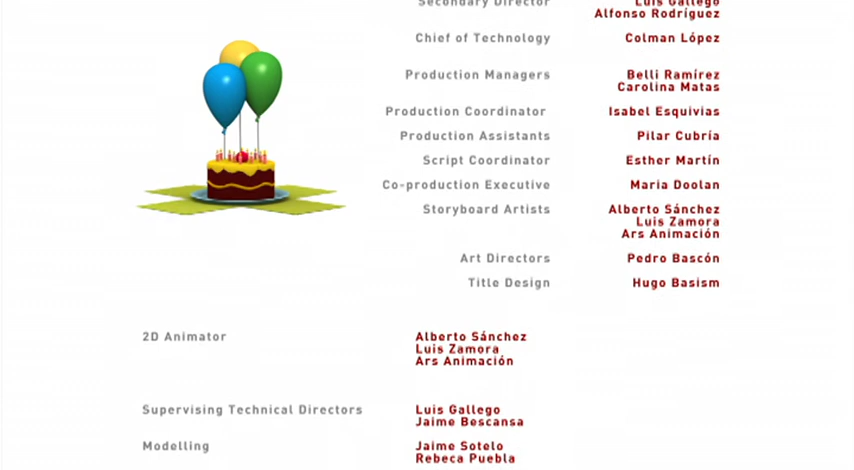 Secondary Director Luis Gallego
Alfonso Rodríguez
Chief of Technology Colman López
Production Managers Belli Ramírez
Carolina Matas
Production Coordinator Isabel Esquivias
Production Assistants Pilar Cubría
Script Coordinator Esther Martín
Co-production Executive Maria Doolan
Storyboard Artists Alberto Sánchez
Luis Zamora
Ars Animación
Art Directors Pedro Bascón
Title Design Hugo Basism
2D Animator Alberto Sánchez
Luis Zamora
Ars Animación
Supervising Technical Directors Luis Gallego
Jaime Bescansa
Modelling Jaime Sotelo
Rebeca Puebla